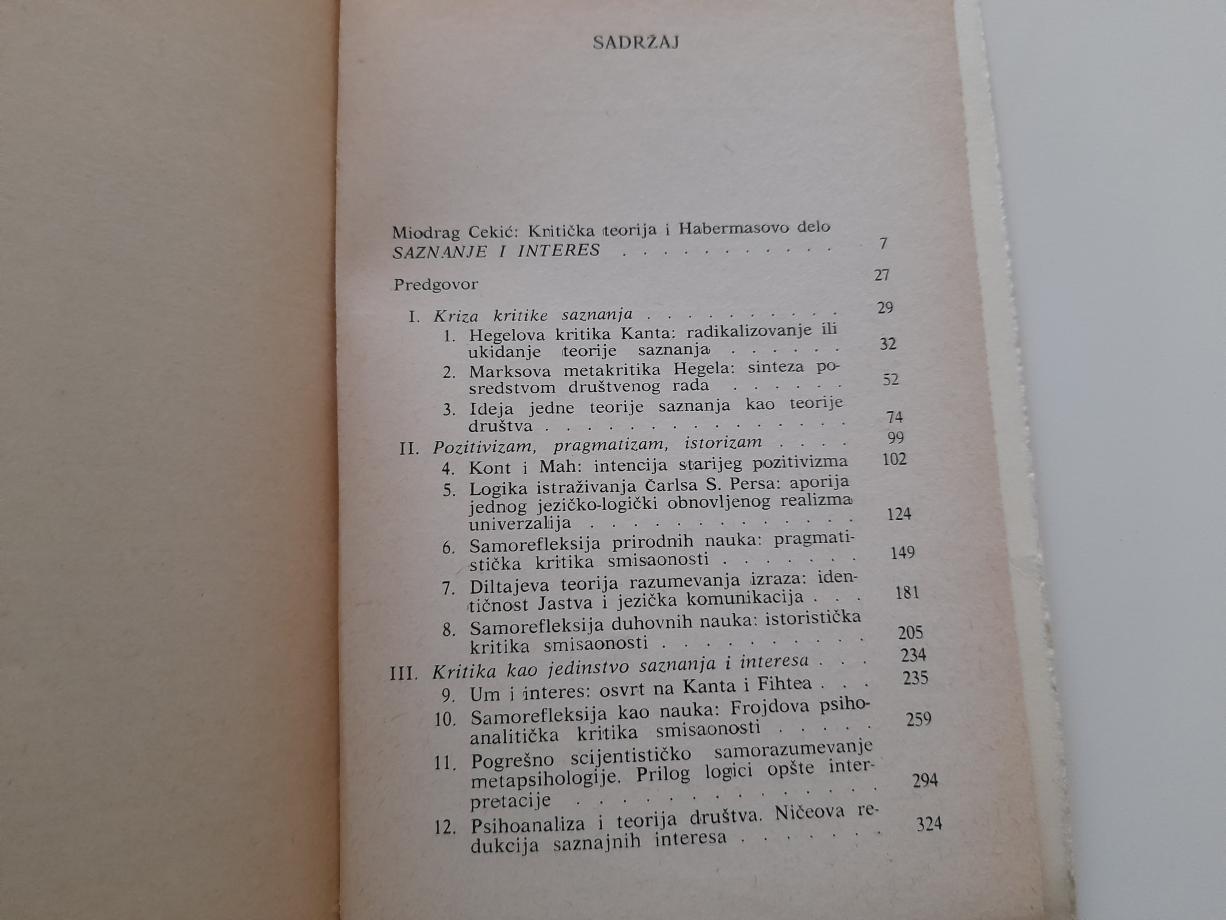 SADRŽAJ
Miodrag Cekić: Kritička teorija i Habermasovo delo
SAZNANJE I INTERES . . . . . . . . . . . 7
Predgovor 27
I. Kriza kritike saznanja . . . . . . . . . . 29
1. Hegelova kritika Kanta: radikalizovanje ili
ukidanje teorije saznanja . . . . . . 32
2. Marksova metakritika Hegela: sinteza po-
sredstvom društvenog rada . . . . . . 52
3. Ideja jedne teorije saznanja kao teorije
društva . . . . . . . . . . . . . . 74
II. Pozitivizam, pragmatizam, istorizam . . . . 99
4. Kont i Mah: intencija starijeg pozitivizma 102
5. Logika istraživanja Čarlsa S. Persa: aporija
jednog jezičko-logički obnovljenog realizma
univerzalija . . . . . . . . . . . . . 124
6. Samorefleksija prirodnih nauka: pragmati-
stička kritika smisaonosti . . . . . . . 149
7. Diltajeva teorija razumevanja izraza: iden-
tičnost Jastva i jezička komunikacija . . . 181
8. Samorefleksija duhovnih nauka: istoristička
kritika smisaonosti . . . . . . . . . . 205
III. Kritika kao jedinstvo saznanja i interesa . . . 234
9. Um i interes: osvrt na Kanta i Fihtea . . . 235
10. Samorefleksija kao nauka: Frojdova psiho-
analitička kritika smisaonosti . . . . . 259
11. Pogrešno scijentističko samorazumevanje
metapsihologije. Prilog logici opšte inter-
pretacije . . . . . . . . . . . . . . 294
12. Psihoanaliza i teorija društva. Ničeova re-
dukcija saznajnih interesa . . . . . . . 324